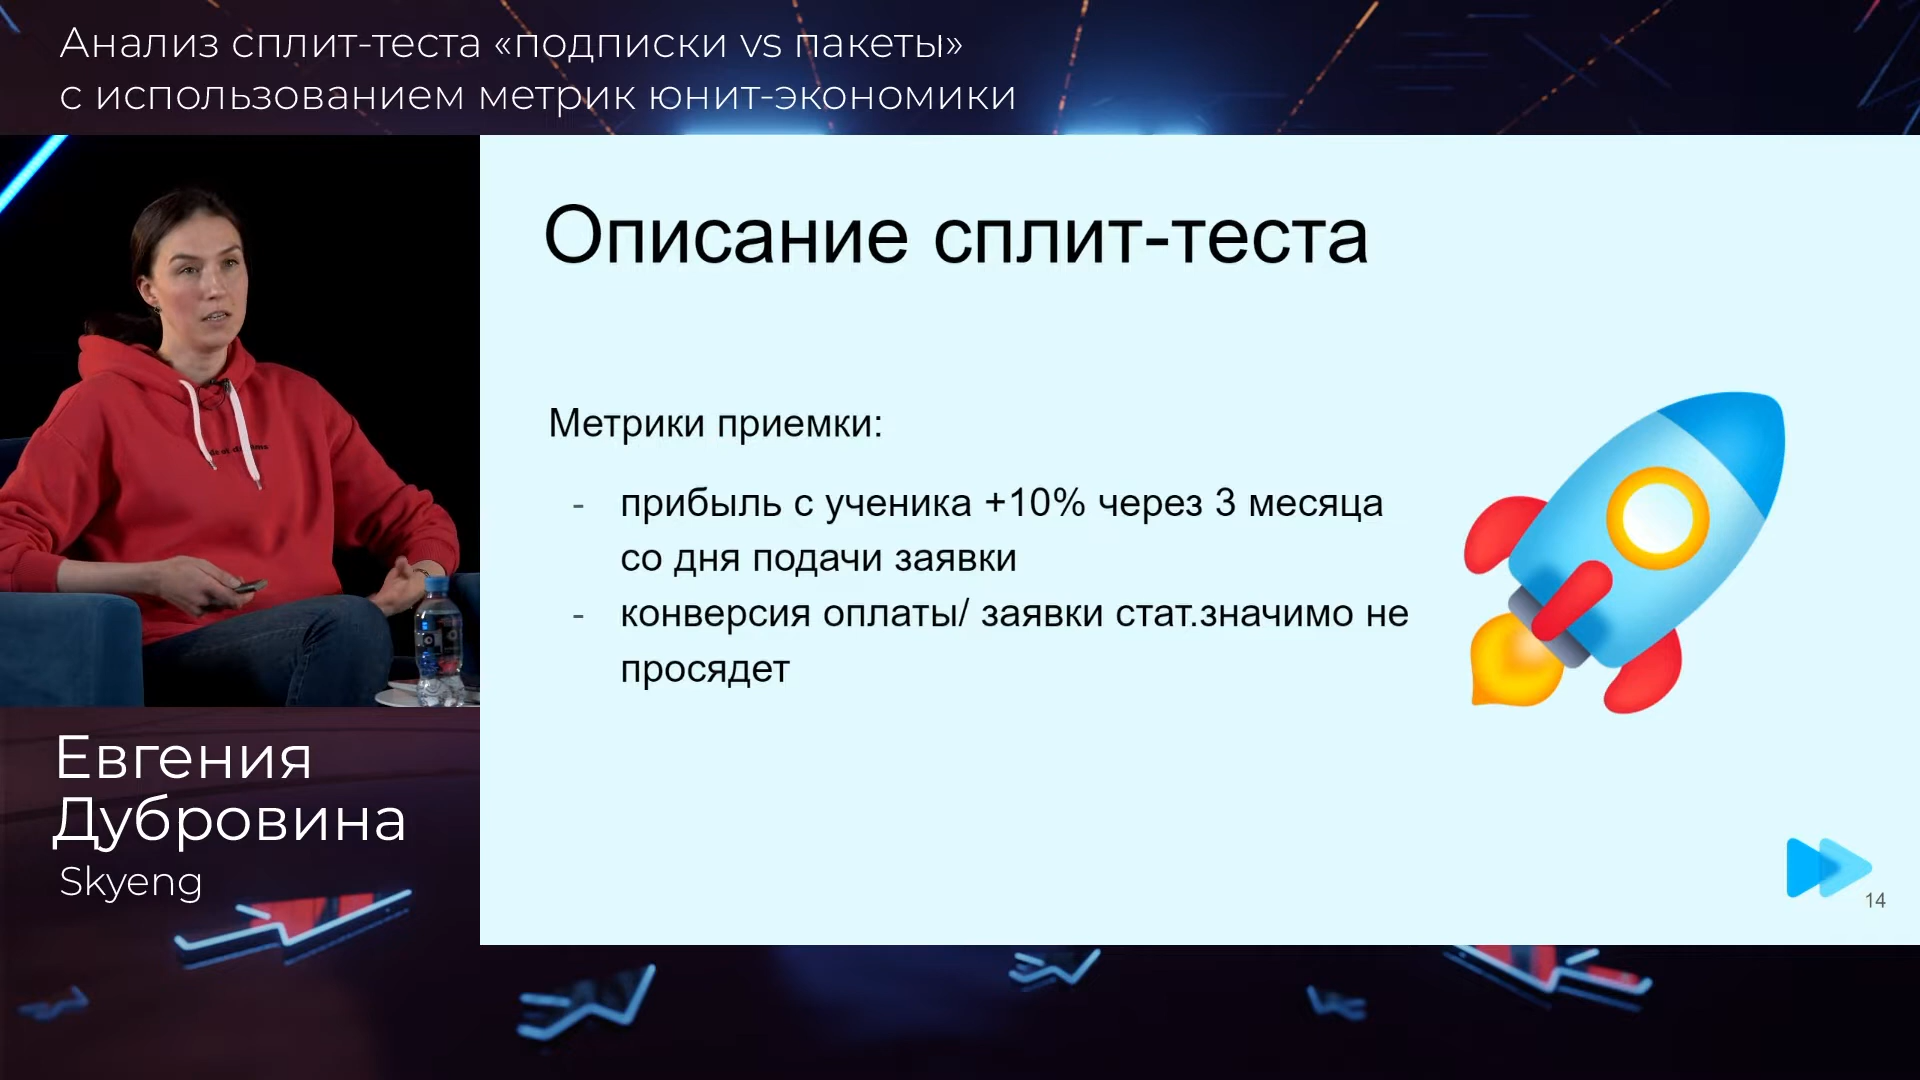 Анализ сплит-теста «подписки vs пакеты»
с использованием метрик юнит-экономики
Описание сплит-теста
Метрики приемки:
- прибыль с ученика +10% через 3 месяца
со дня подачи заявки
- конверсия оплаты/ заявки стат.значимо не
просядет
14
Евгения
Дубровина
Skyeng